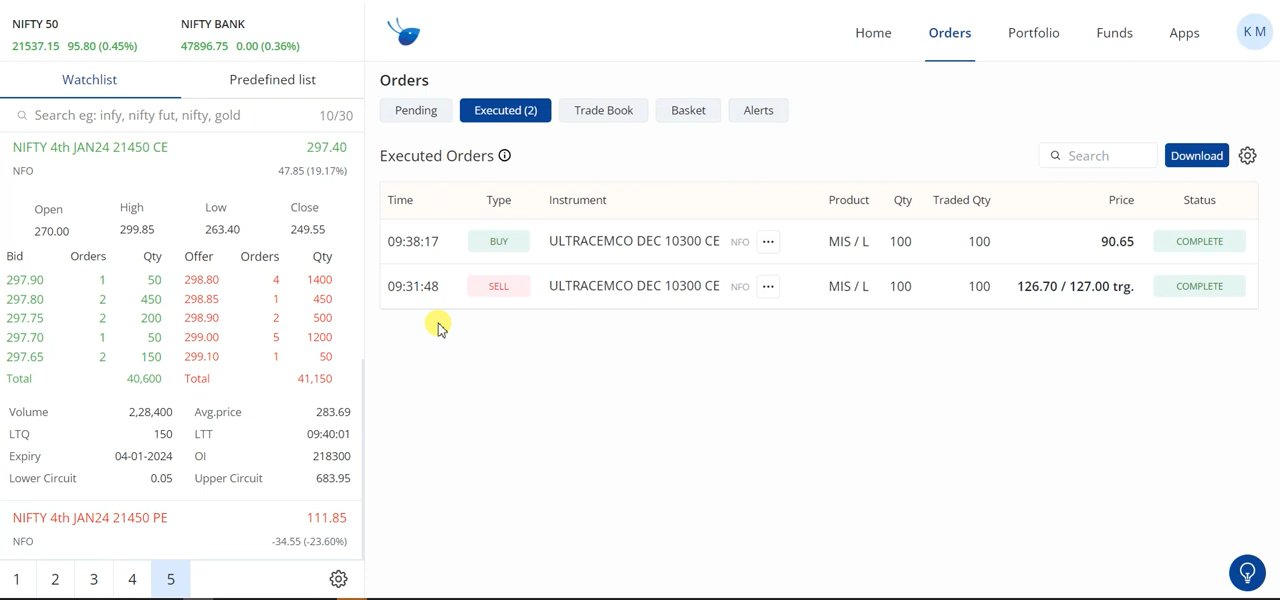 NIFTY 50 NIFTY BANK
21537.15 95.80 (0.45%) 47896.75 0.00 (0.36%)
Watchlist Predefined list
Search eg: infy, nifty fut, nifty, gold 10/30
NIFTY 4th JAN24 21450 CE 297.40
NFO 47.85 (19.17%)
Open High Low Close
270.00 299.85 263.40 249.55
Bid Orders Qty Offer Orders Qty
297.90 1 50 298.80 4 1400
297.80 2 450 298.85 1 450
297.75 2 200 298.90 2 500
297.70 1 50 299.00 5 1200
297.65 2 150 299.10 1 50
Total 40,600 Total 41,150
Volume 2,28,400 Avg.price 283.69
LTQ 150 LTT 09:40:01
Expiry 04-01-2024 OI 218300
Lower Circuit 0.05 Upper Circuit 683.95
NIFTY 4th JAN24 21450 PE 111.85
NFO -34.55 (-23.60%)
1 2 3 4 5
Home Orders Portfolio Funds Apps K M
Orders
Pending Executed (2) Trade Book Basket Alerts
Executed Orders Search Download
Time Type Instrument Product Qty Traded Qty Price Status
09:38:17 BUY ULTRACEMCO DEC 10300 CE NFO ... MIS / L 100 100 90.65 COMPLETE
09:31:48 SELL ULTRACEMCO DEC 10300 CE NFO ... MIS / L 100 100 126.70 / 127.00 trg. COMPLETE